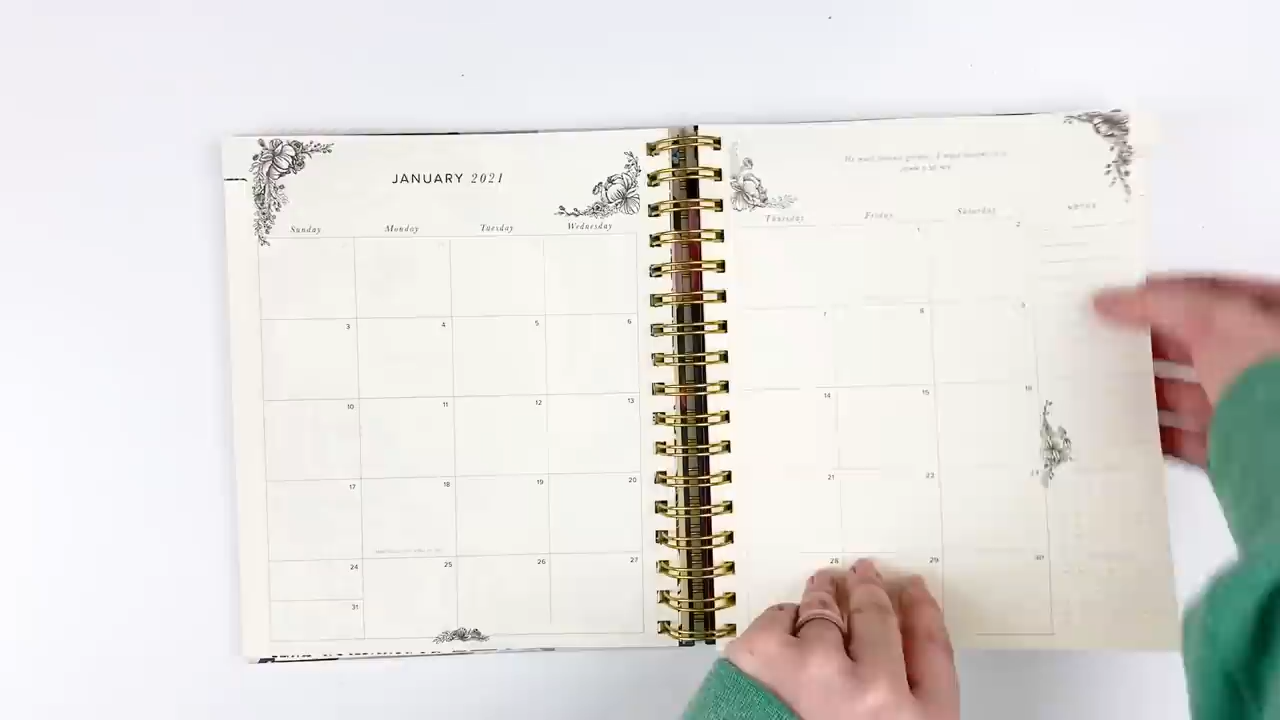 JANUARY 2021
Sunday Monday Tuesday Wednesday
3 4 5 6
10 11 12 13
17 18 19 20
24 25 26 27
31
Thursday Friday Saturday NOTES
1 2
7 8 9
14 15 16
21 22 23
28 29 30